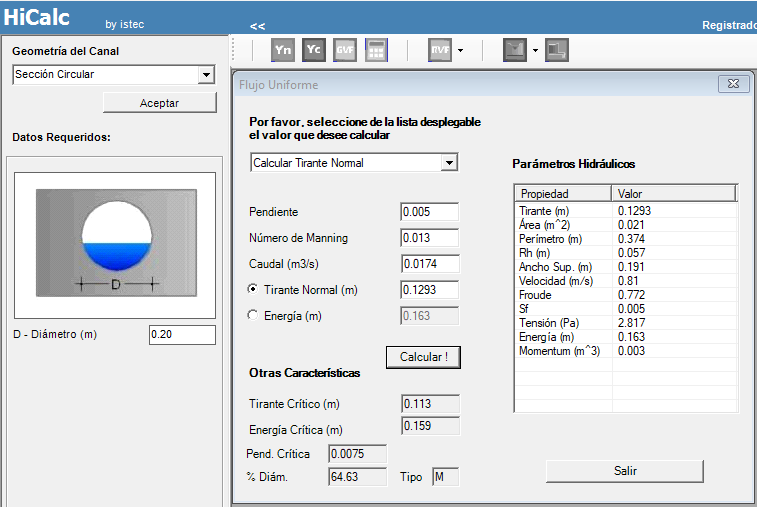 HiCalc
by istec
<<
Registrado
Geometría del Canal
Sección Circular
Aceptar
Datos Requeridos:
D
D - Diámetro (m) 0.20
Yn Yc GVF RVF
Flujo Uniforme
Por favor, seleccione de la lista desplegable
el valor que desee calcular
Calcular Tirante Normal
Pendiente 0.005
Número de Manning 0.013
Caudal (m3/s) 0.0174
Tirante Normal (m) 0.1293
Energía (m) 0.163
Calcular !
Otras Características
Tirante Crítico (m) 0.113
Energía Crítica (m) 0.159
Pend. Crítica 0.0075
% Diám. 64.63 Tipo M
Parámetros Hidráulicos
Propiedad Valor
Tirante (m) 0.1293
Área (m^2) 0.021
Perímetro (m) 0.374
Rh (m) 0.057
Ancho Sup. (m) 0.191
Velocidad (m/s) 0.81
Froude 0.772
Sf 0.005
Tensión (Pa) 2.817
Energía (m) 0.163
Momentum (m^3) 0.003
Salir